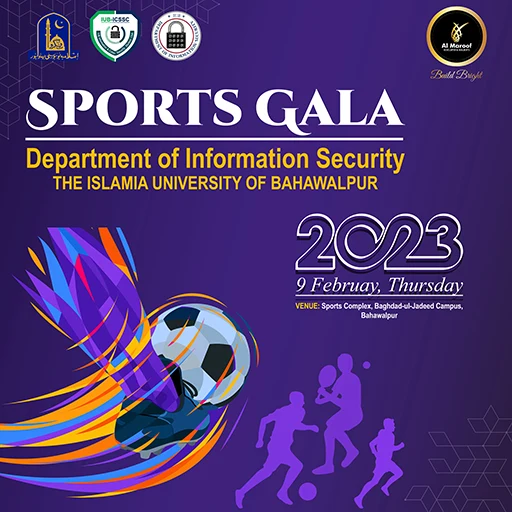 IUB-ICSSC
Al Maroof
Build Bright
SPORTS GALA
Department of Information Security
THE ISLAMIA UNIVERSITY OF BAHAWALPUR
2023
9 Februay, Thursday
VENUE: Sports Complex, Baghdad-ul-Jadeed Campus,
Bahawalpur